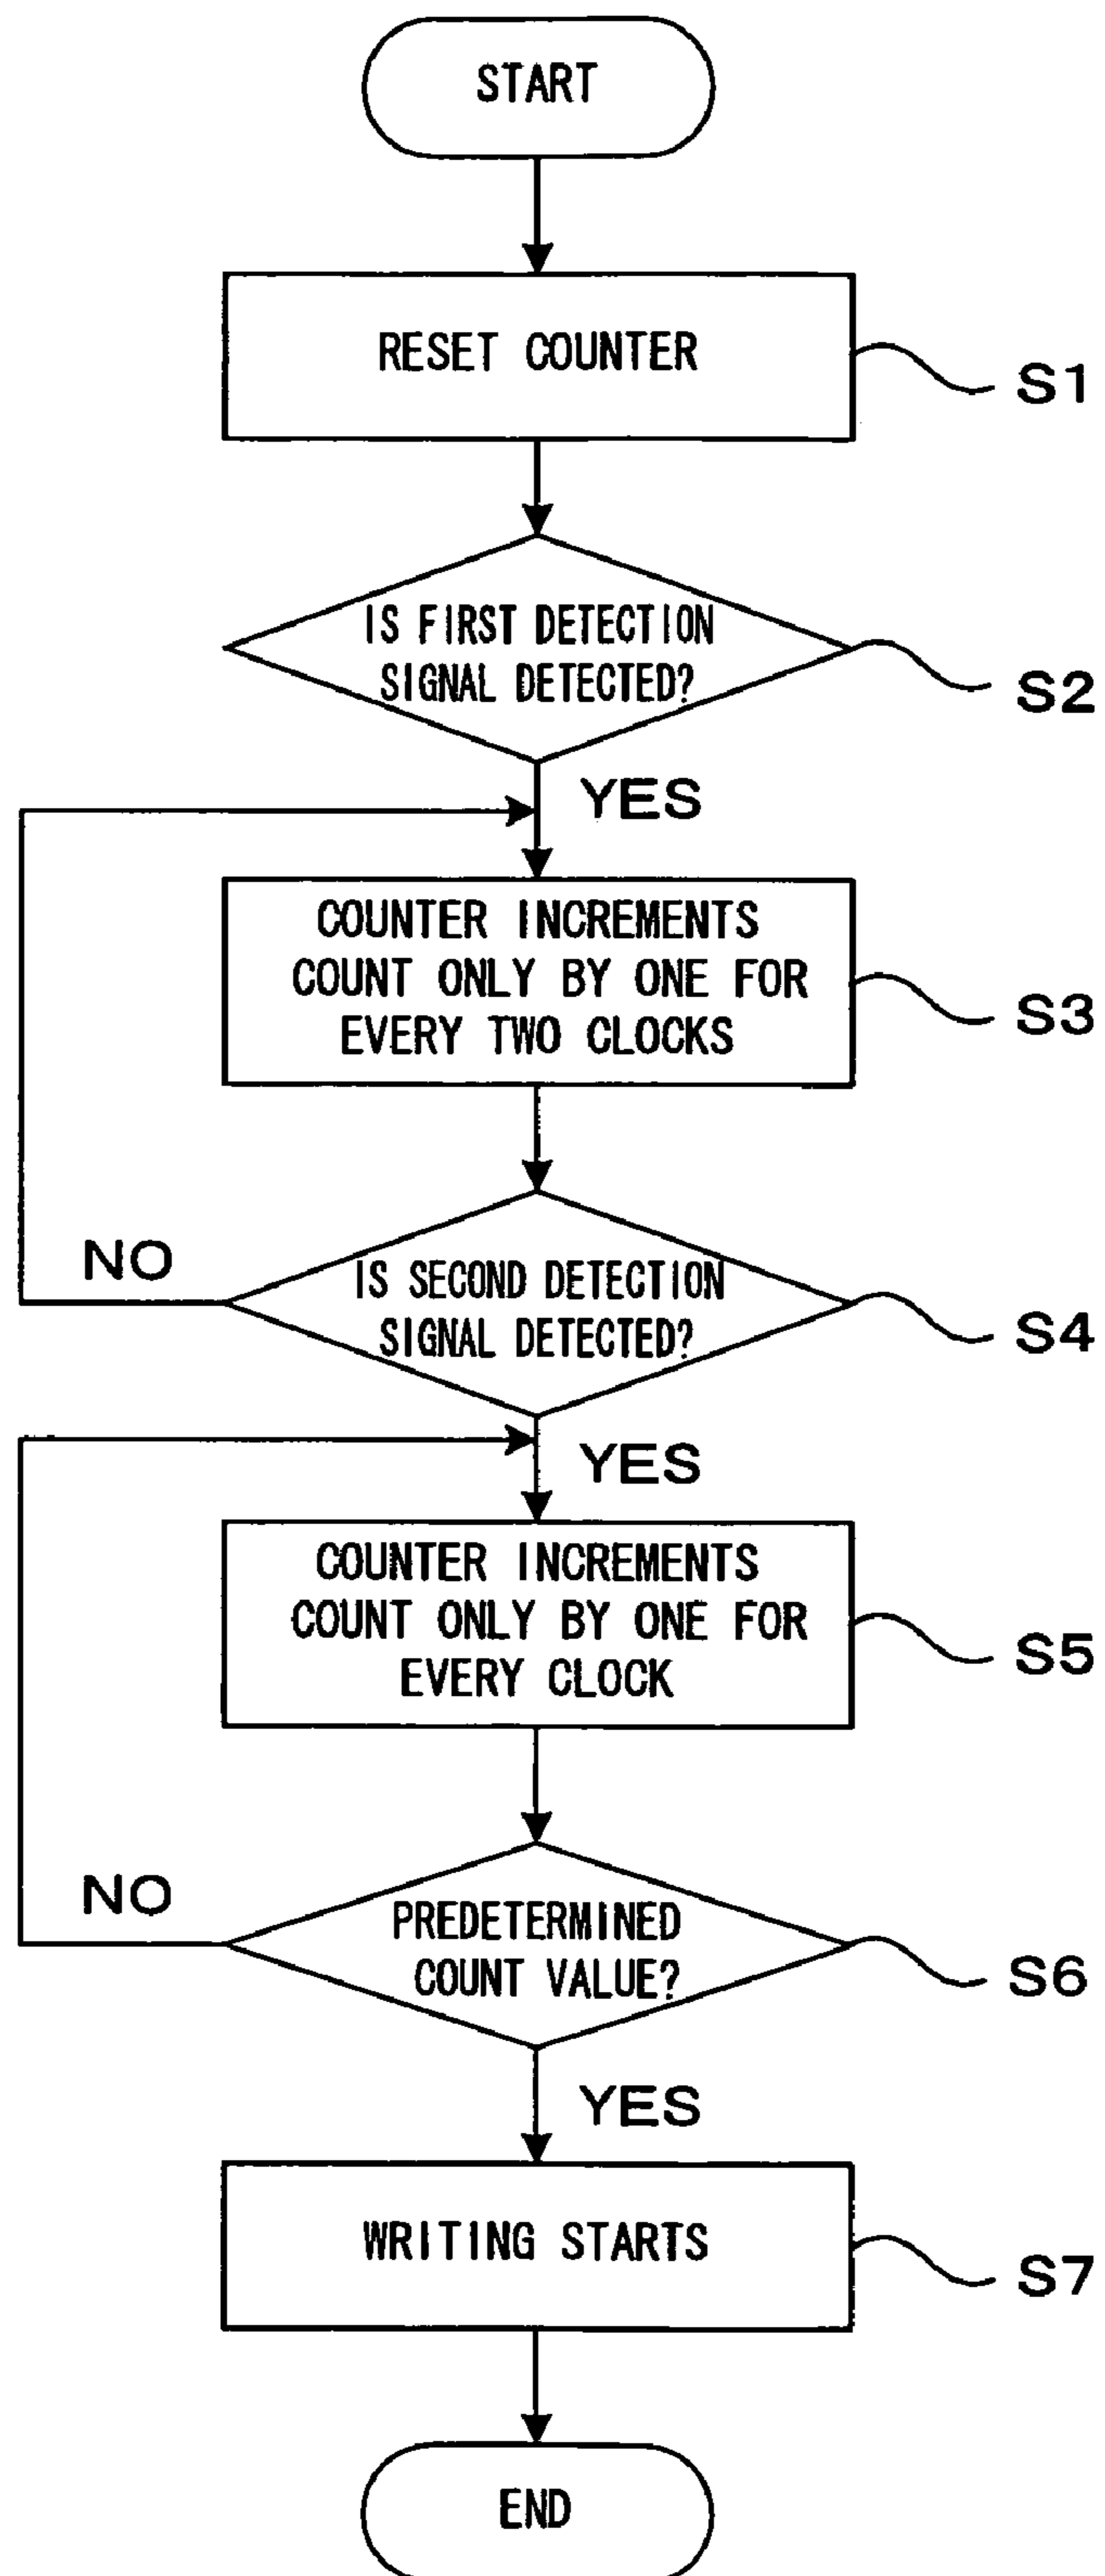 START
RESET COUNTER
S1
IS FIRST DETECTION
SIGNAL DETECTED?
S2
YES
COUNTER INCREMENTS
COUNT ONLY BY ONE FOR
EVERY TWO CLOCKS
S3
NO
IS SECOND DETECTION
SIGNAL DETECTED?
S4
YES
COUNTER INCREMENTS
COUNT ONLY BY ONE FOR
EVERY CLOCK
S5
NO
PREDETERMINED
COUNT VALUE?
S6
YES
WRITING STARTS
S7
END